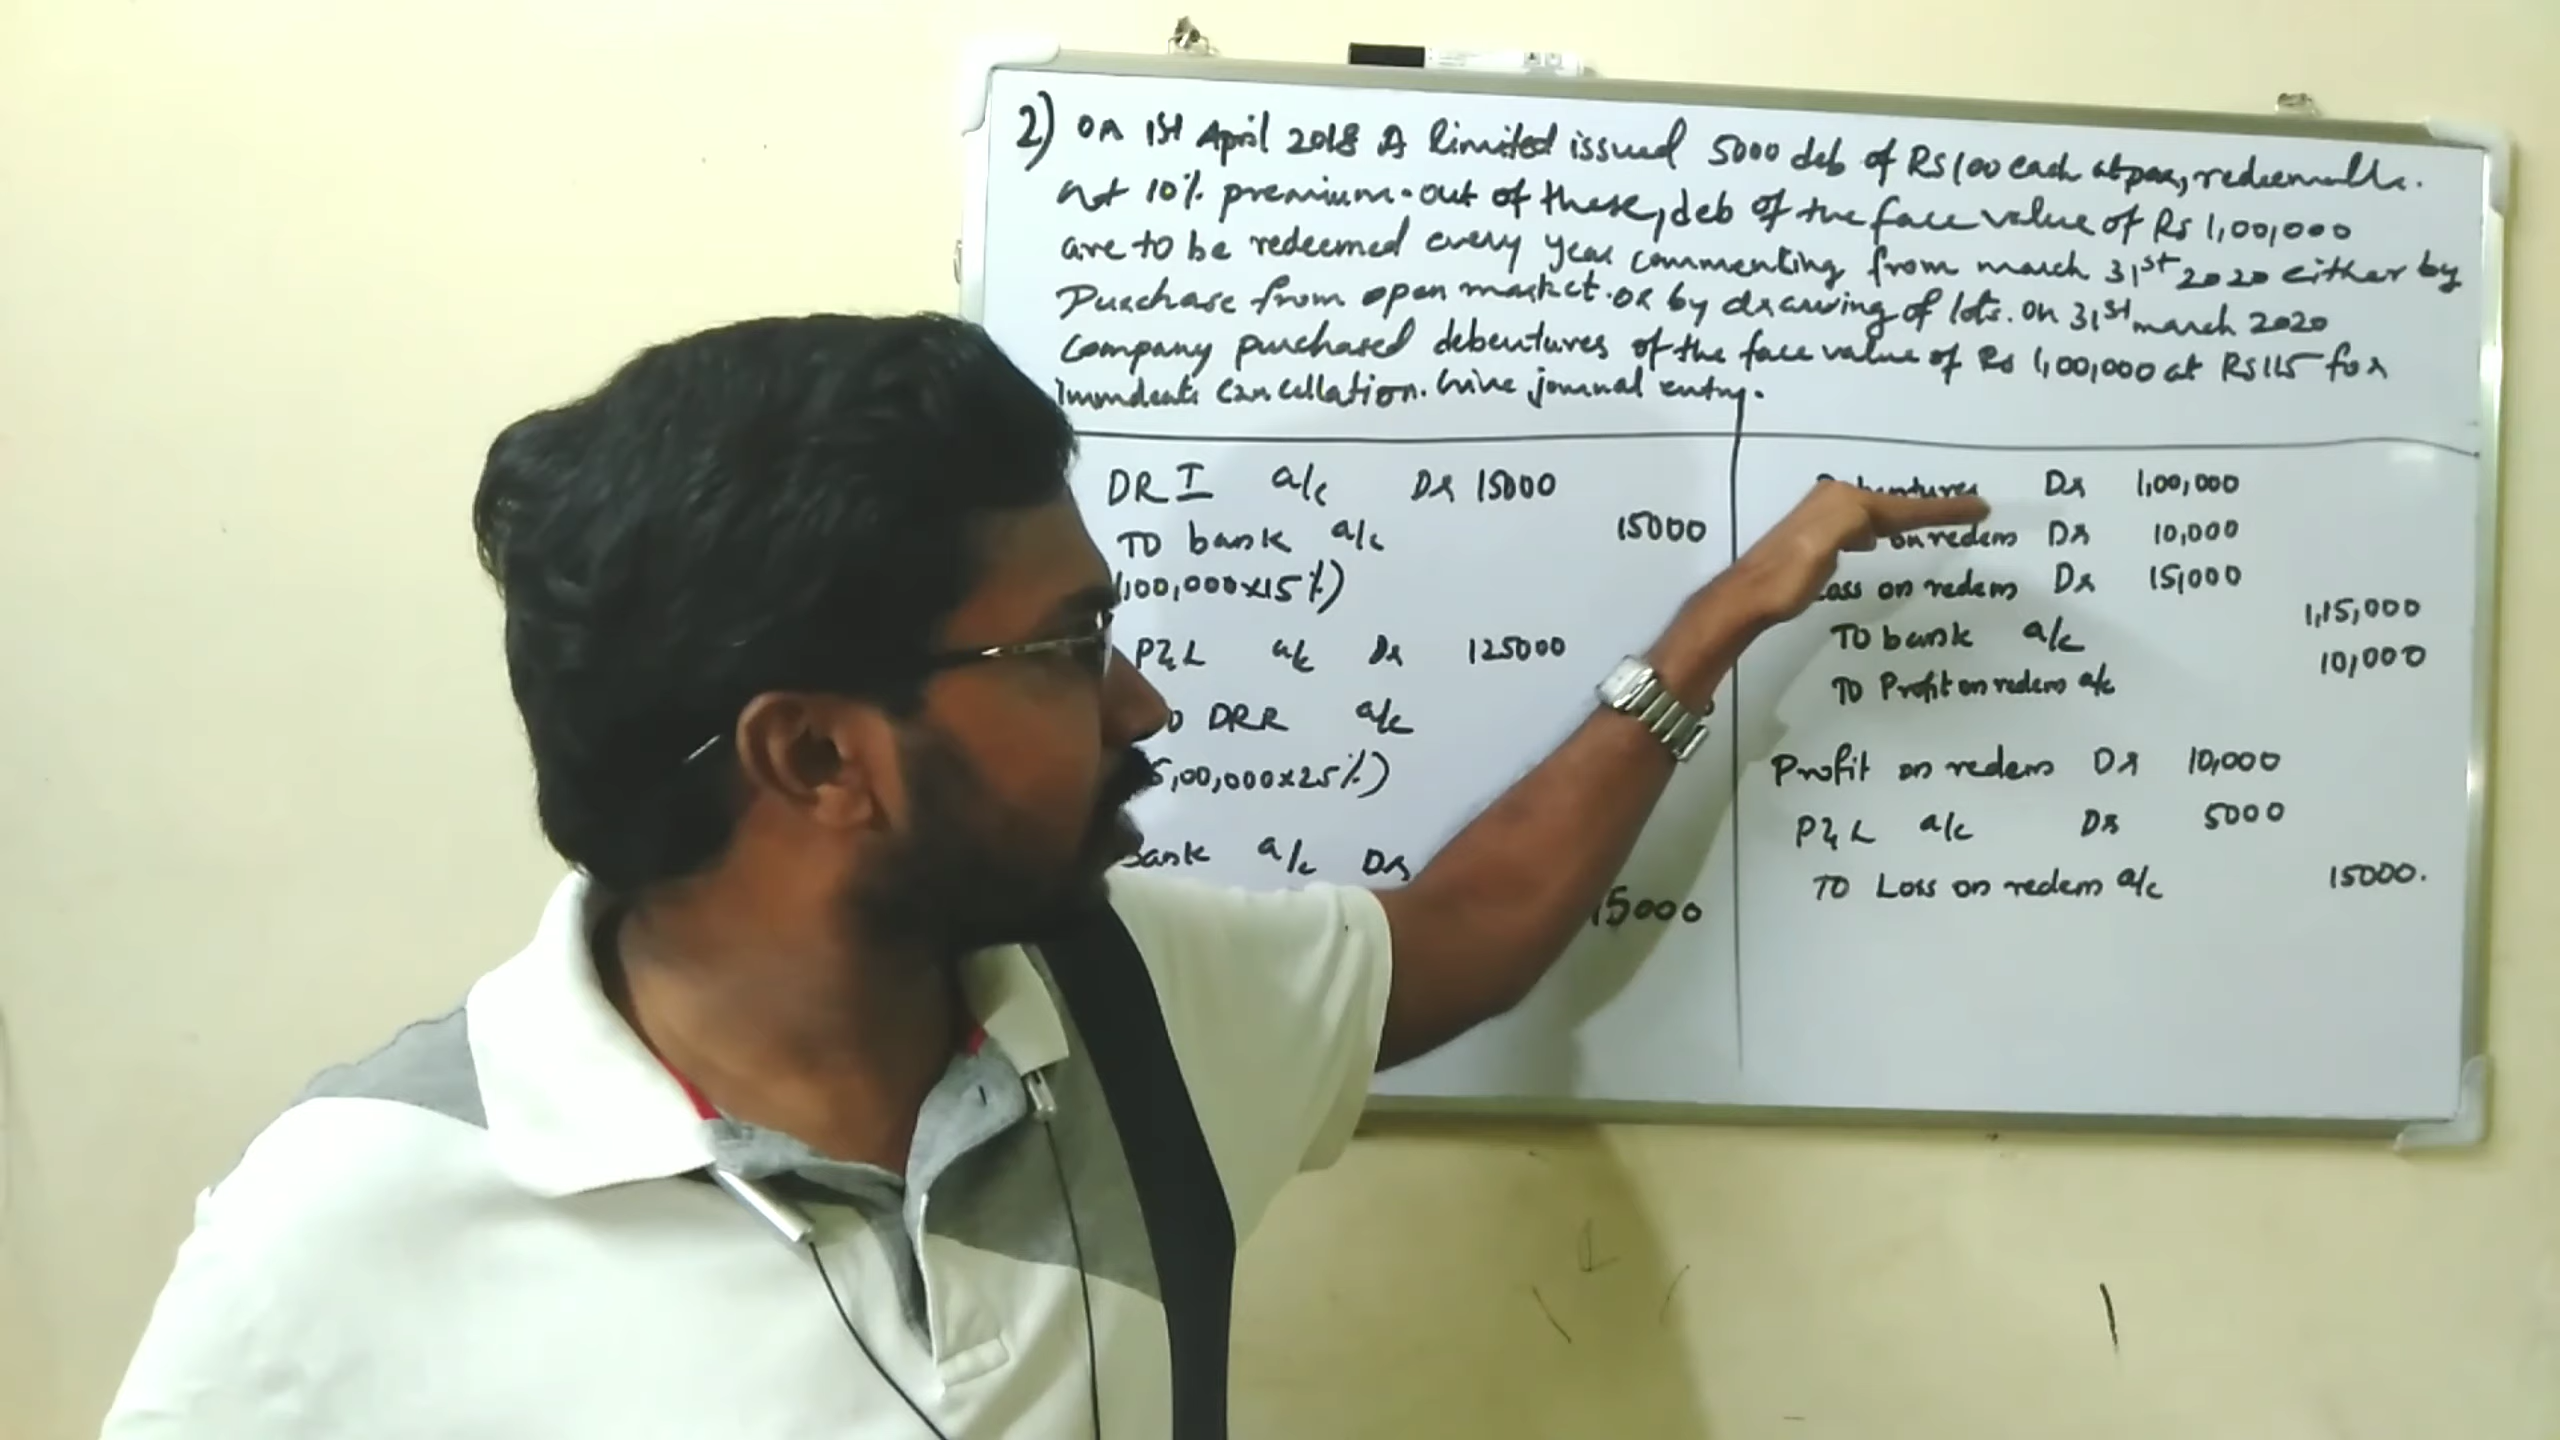 2) On 1st April 2018 A limited issued 5000 deb of Rs 100 each at par, redeemable.
at 10% premium. out of these, deb of the face value of Rs 1,00,000
are to be redeemed every year commenting from march 31st 2020 either by
Purchase from open market. or by drawing of lots. on 31st march 2020
Company purchased debentures of the face value of Rs 1,00,000 at Rs 115 for
cancellation. Give journal entry.
DRI a/c Dr 15000
TO bank a/c 15000
100,000x15%)
P&L a/c Dr 125000
DRR a/c
5,00,000x25%)
Bank a/c Dr
15000
Debentures Dr 1,00,000
on redem Dr 10,000
Loss on redem Dr 15,000
TO bank a/c 1,15,000
TO Profit on redem a/c 10,000
Profit on redem Dr 10,000
P&L a/c Dr 5000
TO Loss on redem a/c 15000.